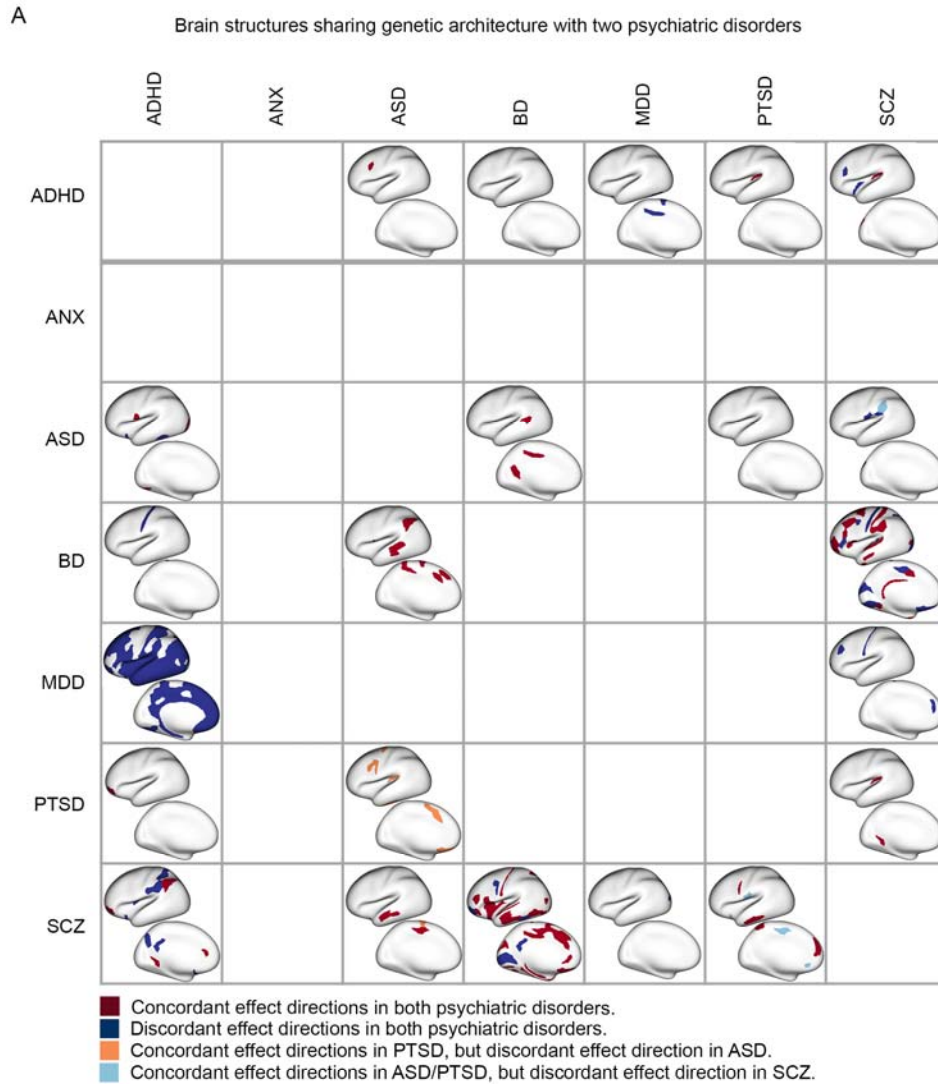 A
Brain structures sharing genetic architecture with two psychiatric disorders
ADHD
ANX
ASD
BD
MDD
PTSD
SCZ
ADHD
ANX
ASD
BD
MDD
PTSD
SCZ
Concordant effect directions in both psychiatric disorders.
Discordant effect directions in both psychiatric disorders.
Concordant effect directions in PTSD, but discordant effect direction in ASD.
Concordant effect directions in ASD/PTSD, but discordant effect direction in SCZ.